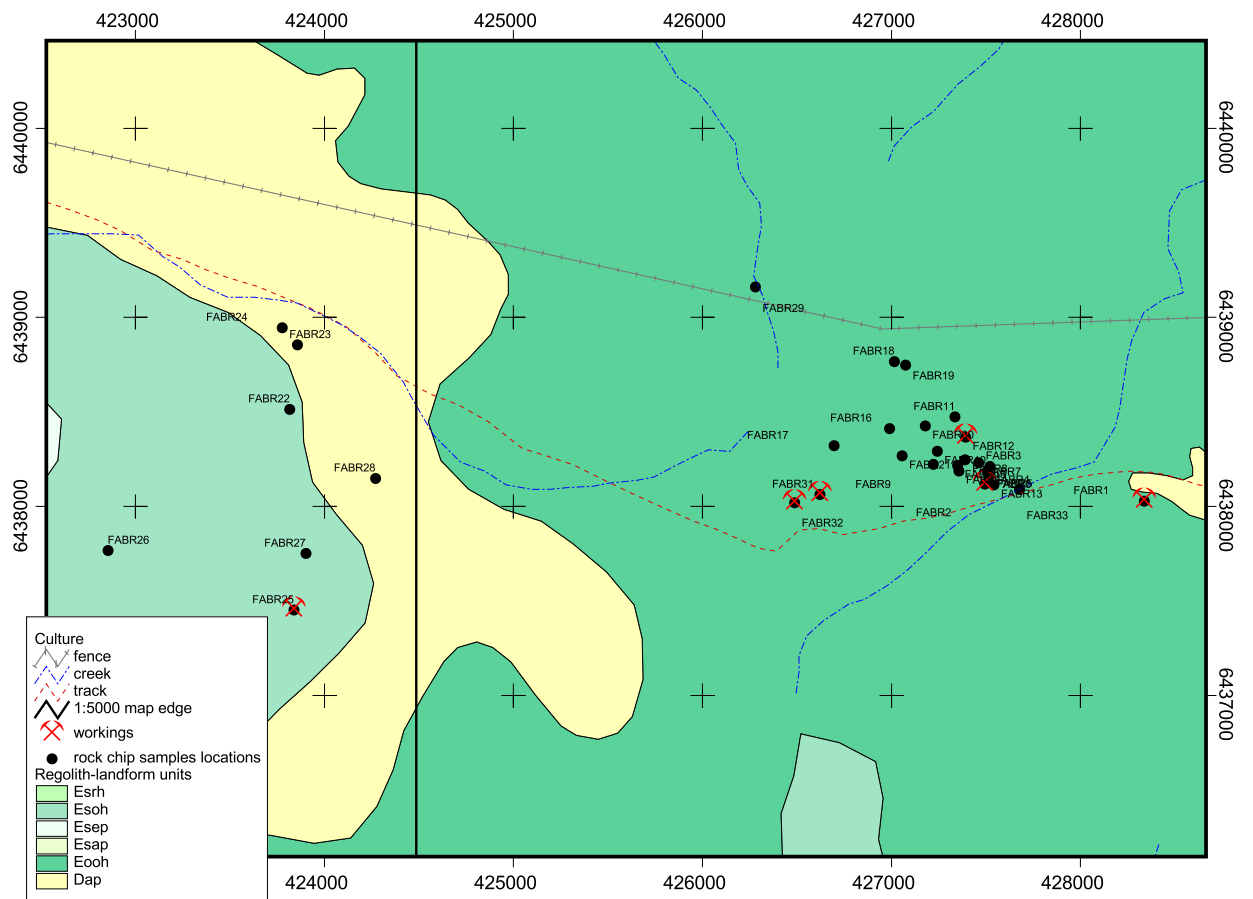 423000 424000 425000 426000 427000 428000
6440000 6440000
6439000 6439000
6438000 6438000
6437000
FABR29
FABR24
FABR23
FABR18
FABR19
FABR22
FABR11
FABR16
FABR17
FABR12
FABR3
FABR28
FABR31
FABR9
FABR1
FABR13
FABR32
FABR2
FABR33
FABR26
FABR27
FABR25
Culture
fence
creek
track
1:5000 map edge
workings
rock chip samples locations
Regolith-landform units
Esrh
Esoh
Esep
Esap
Eooh
Dap
424000 425000 426000 427000 428000